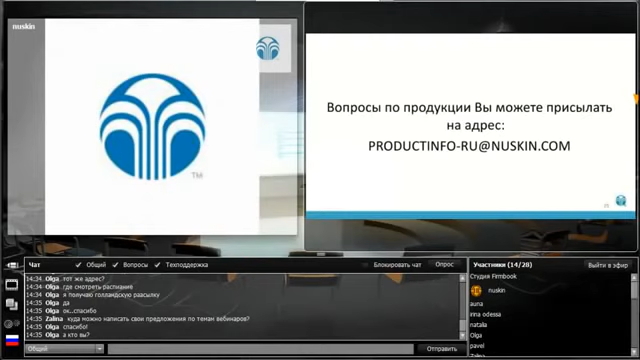 nuskin
TM
Вопросы по продукции Вы можете присылать
на адрес:
PRODUCTINFO-RU@NUSKIN.COM
Чат
Общий
Вопросы
Техподдержка
Блокировать чат
Опрос
14:34 Olga тот же адрес?
14:34 Olga где смотреть распиание
14:34 Olga я получаю голландскую раасылку
14:35 Olga да
14:35 Olga ок...спасибо
14:35 Zalina куда можно написать свои предложения по темам вебинаров?
14:35 Olga спасибо!
14:35 Olga а кто вы?
Общий
Отправить
Участники (14/28)
Выйти в эфир
Студия Firmbook
nuskin
auna
irina odessa
natalia
Olga
pavel